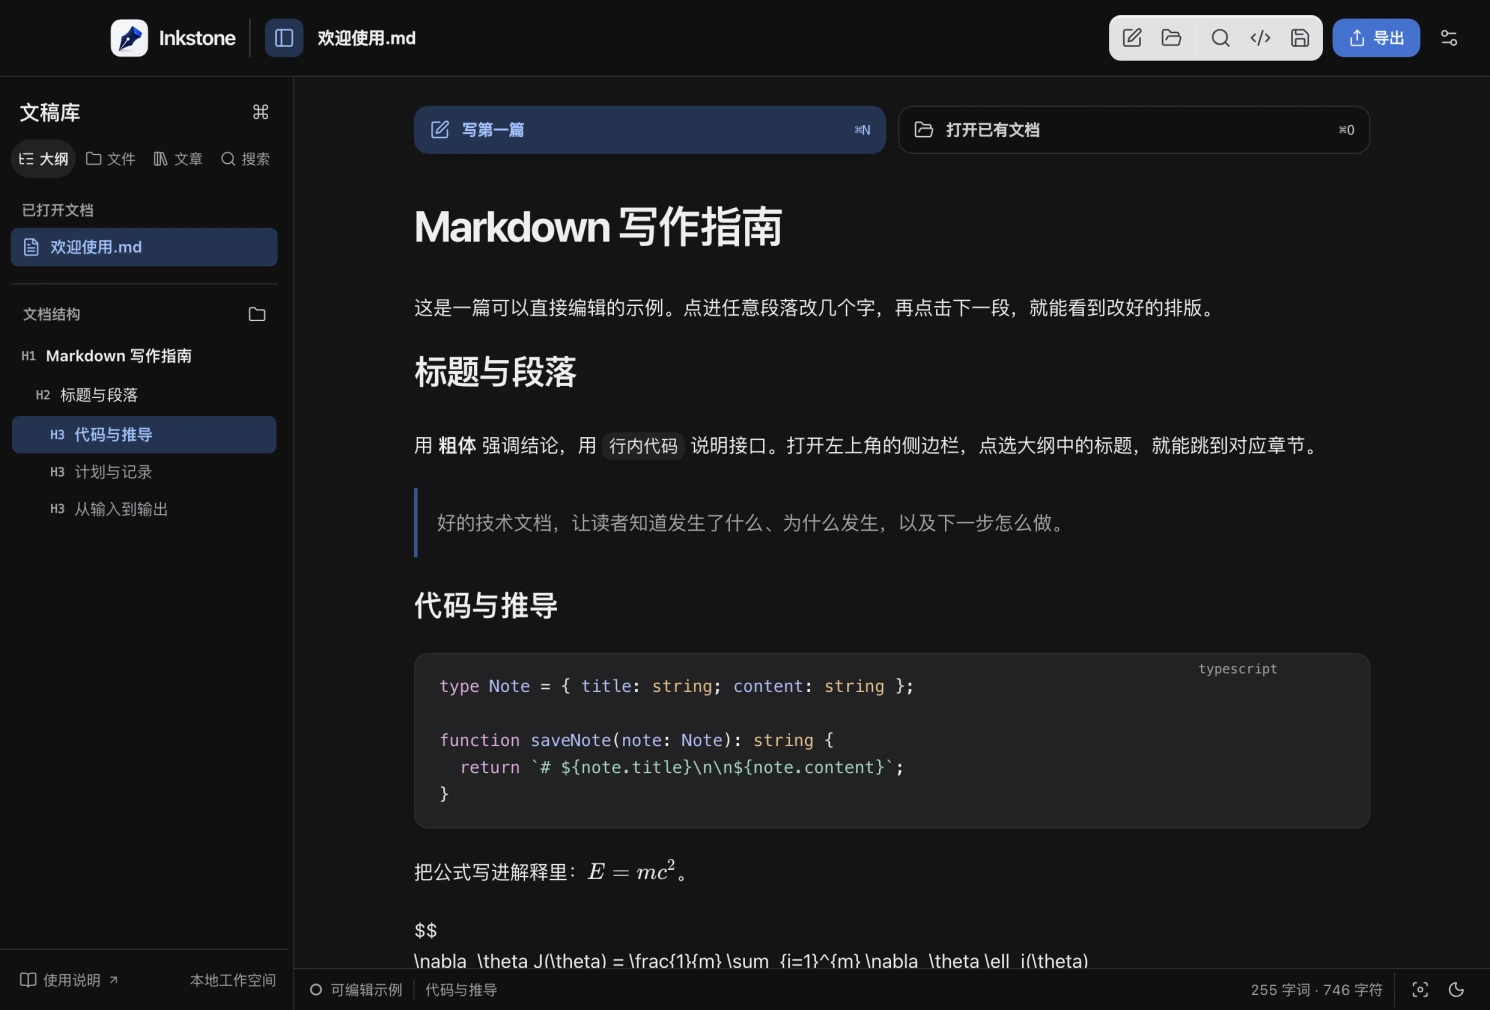 Inkstone
欢迎使用.md
导出
文稿库
⌘
大纲
文件
文章
搜索
已打开文档
欢迎使用.md
文档结构
H1 Markdown 写作指南
H2 标题与段落
H3 代码与推导
H3 计划与记录
H3 从输入到输出
使用说明 ↗
本地工作空间
写第一篇 ⌘N
打开已有文档 ⌘O
Markdown 写作指南
这是一篇可以直接编辑的示例。点进任意段落改几个字，再点击下一段，就能看到改好的排版。
标题与段落
用 粗体 强调结论，用 行内代码 说明接口。打开左上角的侧边栏，点选大纲中的标题，就能跳到对应章节。
好的技术文档，让读者知道发生了什么、为什么发生，以及下一步怎么做。
代码与推导
typescript
type Note = { title: string; content: string };
function saveNote(note: Note): string {
  return `# ${note.title}\n\n${note.content}`;
}
把公式写进解释里：E = mc²。
$$
\nabla_\theta J(\theta) = \frac{1}{m} \sum_{i=1}^{m} \nabla_\theta \ell_i(\theta)
可编辑示例
代码与推导
255 字词 · 746 字符